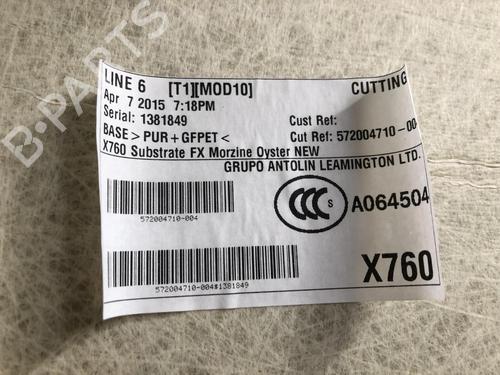 LINE 6 [T1][MOD10] CUTTING
Apr 7 2015 7:18PM
Serial: 1381849 Cust Ref:
BASE> PUR+GFPET< Cut Ref: 572004710-00
X760 Substrate FX Morzine Oyster NEW
GRUPO ANTOLIN LEAMINGTON LTD.
CCC S A064504
572004710-004
X760
572004710-004$1381849
B-PARTS